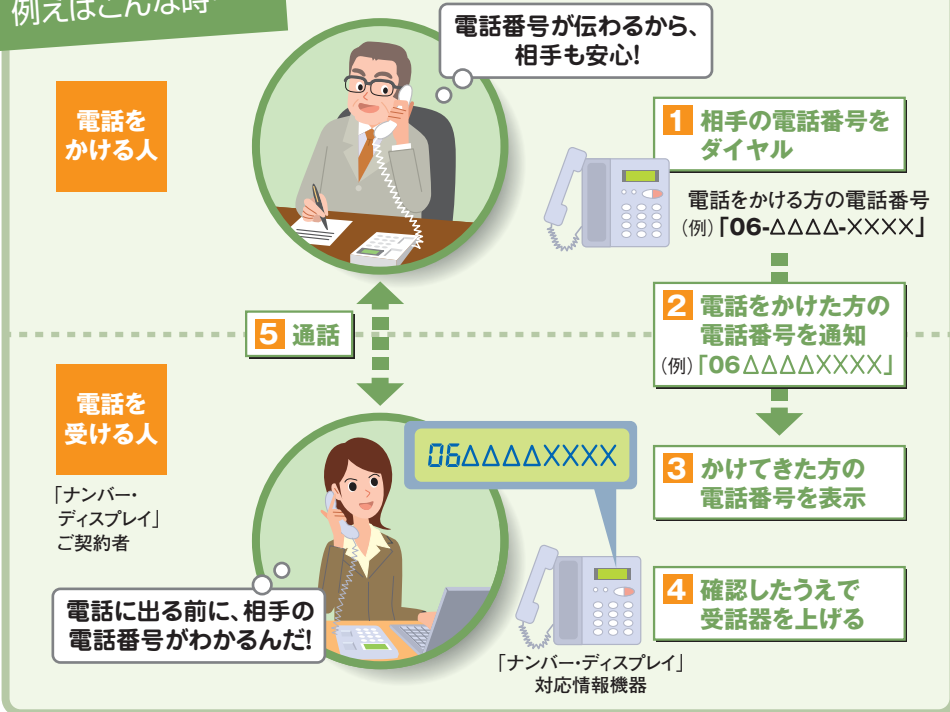 例えばこんな時
電話番号が伝わるから、
相手も安心!
電話を
かける人
1 相手の電話番号を
ダイヤル
電話をかける方の電話番号
(例)「06-△△△△-××××」
2 電話をかけた方の
電話番号を通知
(例)「06△△△△××××」
5 通話
電話を
受ける人
「ナンバー・
ディスプレイ」
ご契約者
06△△△△××××
3 かけてきた方の
電話番号を表示
4 確認したうえで
受話器を上げる
電話に出る前に、相手の
電話番号がわかるんだ!
「ナンバー・ディスプレイ」
対応情報機器